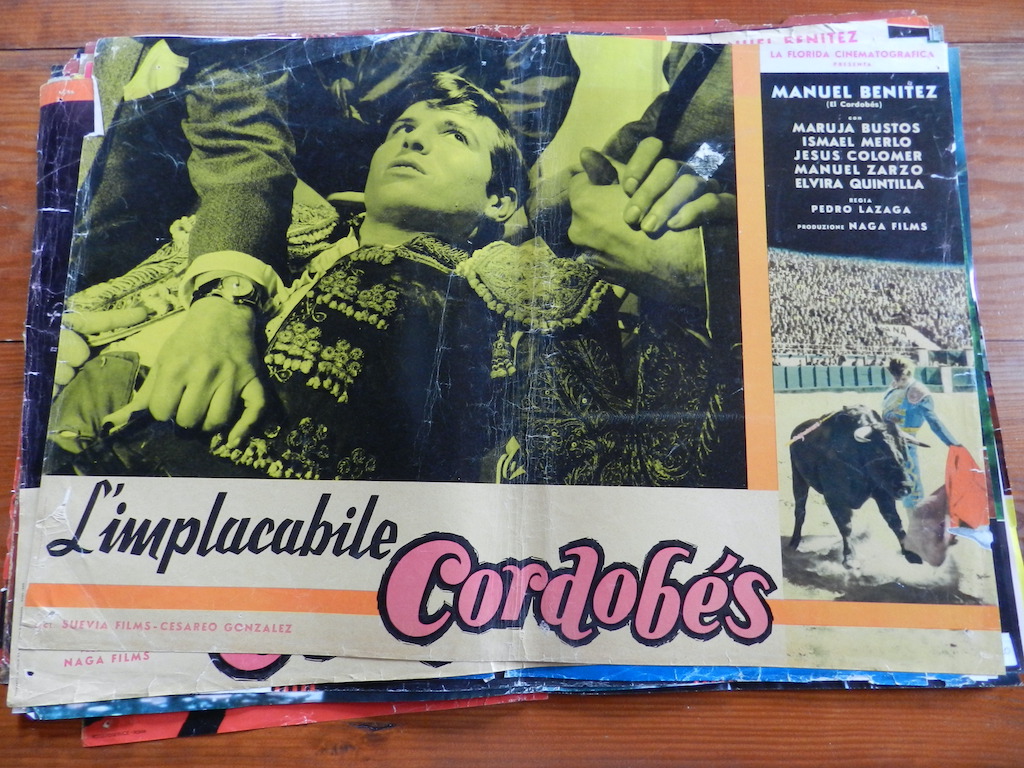 MANUEL BENITEZ
LA FLORIDA CINEMATOGRAFICA
PRESENTA
MANUEL BENITEZ
(El Cordobés)
con
MARUJA BUSTOS
ISMAEL MERLO
JESUS COLOMER
MANUEL ZARZO
ELVIRA QUINTILLA
REGIA
PEDRO LAZAGA
PRODUZIONE NAGA FILMS
L'implacabile
Cordobés
SUEVIA FILMS-CESAREO GONZALEZ
NAGA FILMS